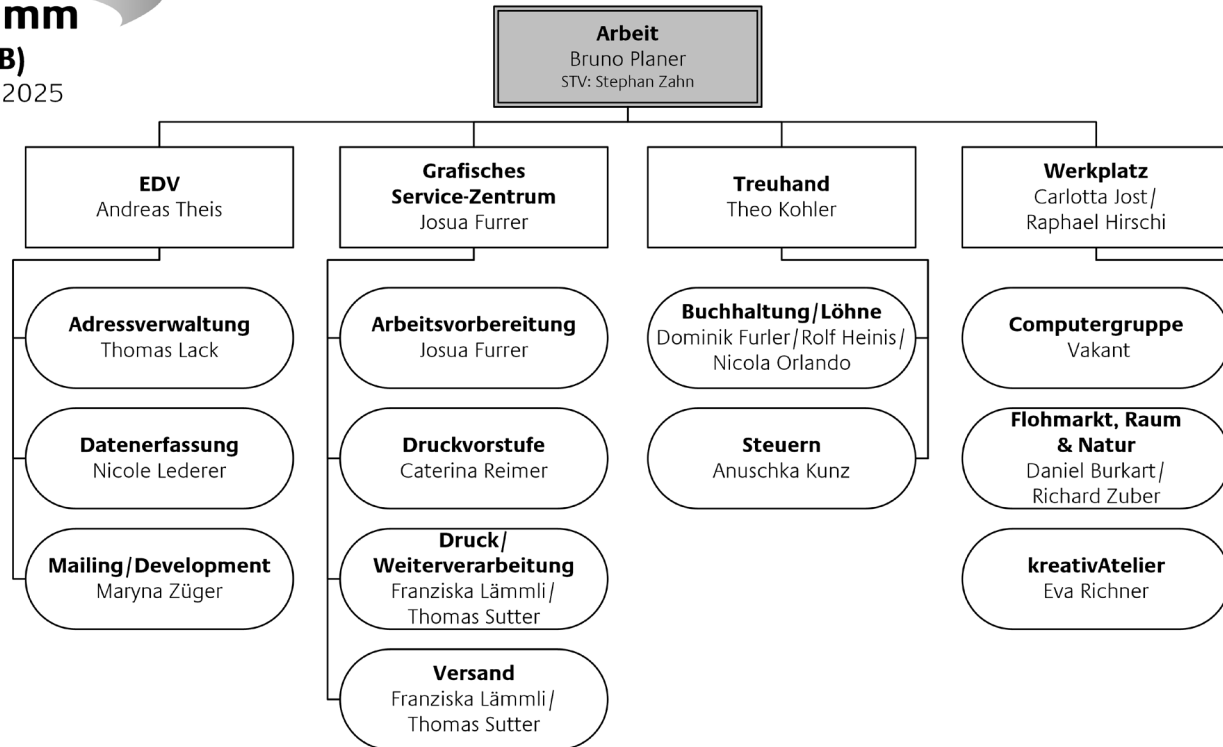 mm
B)
2025
Arbeit
Bruno Planer
STV: Stephan Zahn
EDV
Andreas Theis
Grafisches
Service-Zentrum
Josua Furrer
Treuhand
Theo Kohler
Werkplatz
Carlotta Jost/
Raphael Hirschi
Adressverwaltung
Thomas Lack
Datenerfassung
Nicole Lederer
Mailing/Development
Maryna Züger
Arbeitsvorbereitung
Josua Furrer
Druckvorstufe
Caterina Reimer
Druck/
Weiterverarbeitung
Franziska Lämmli/
Thomas Sutter
Versand
Franziska Lämmli/
Thomas Sutter
Buchhaltung/Löhne
Dominik Furler/Rolf Heinis/
Nicola Orlando
Steuern
Anuschka Kunz
Computergruppe
Vakant
Flohmarkt, Raum
& Natur
Daniel Burkart/
Richard Zuber
kreativAtelier
Eva Richner